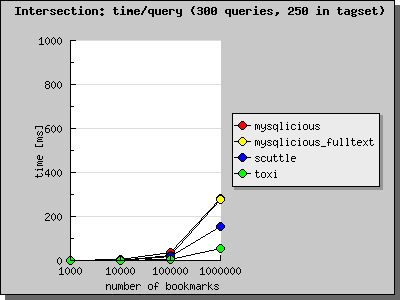 Intersection: time/query (300 queries, 250 in tagset)
1000
800
600
400
200
0
time [ms]
1000
10000
100000
1000000
number of bookmarks
mysqlicious
mysqlicious_fulltext
scuttle
toxi